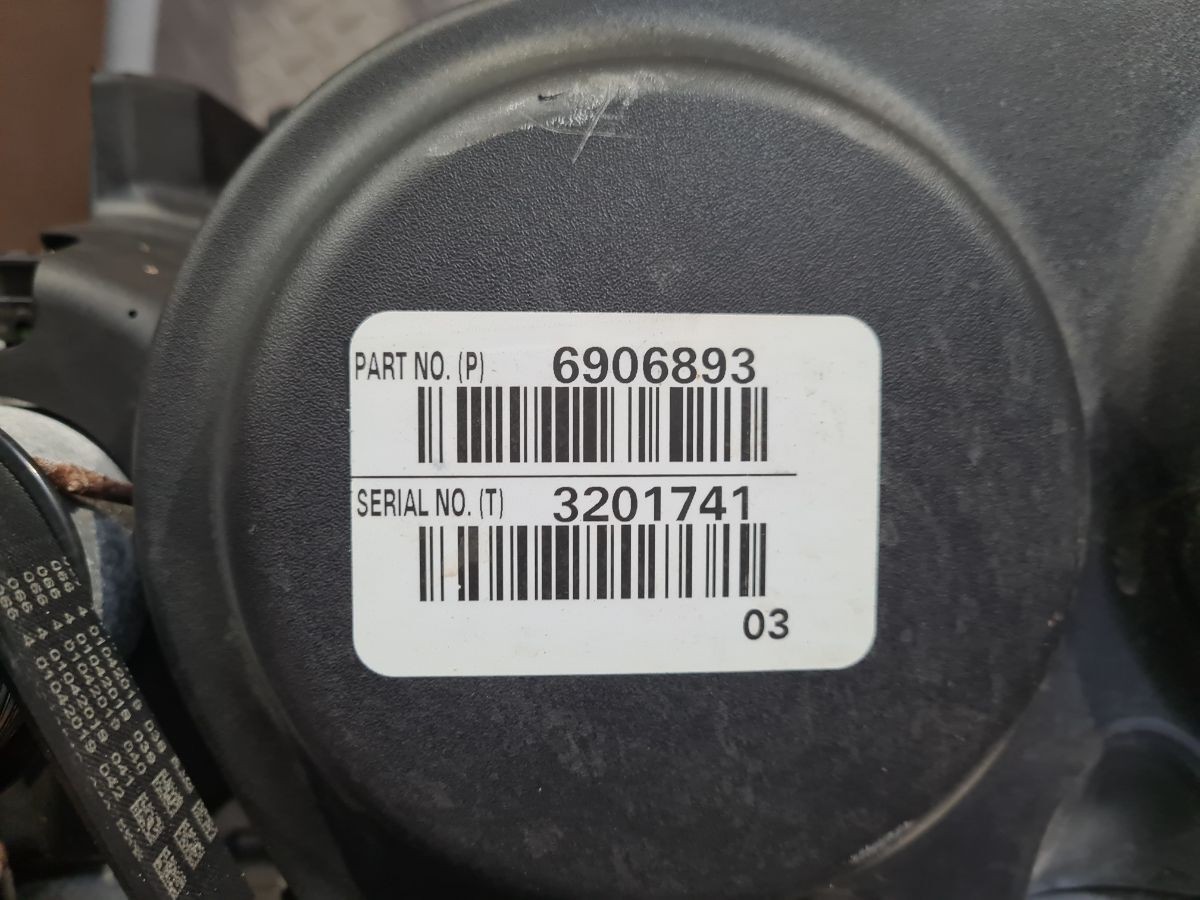 PART NO. (P) 6906893
SERIAL NO. (T) 3201741
03